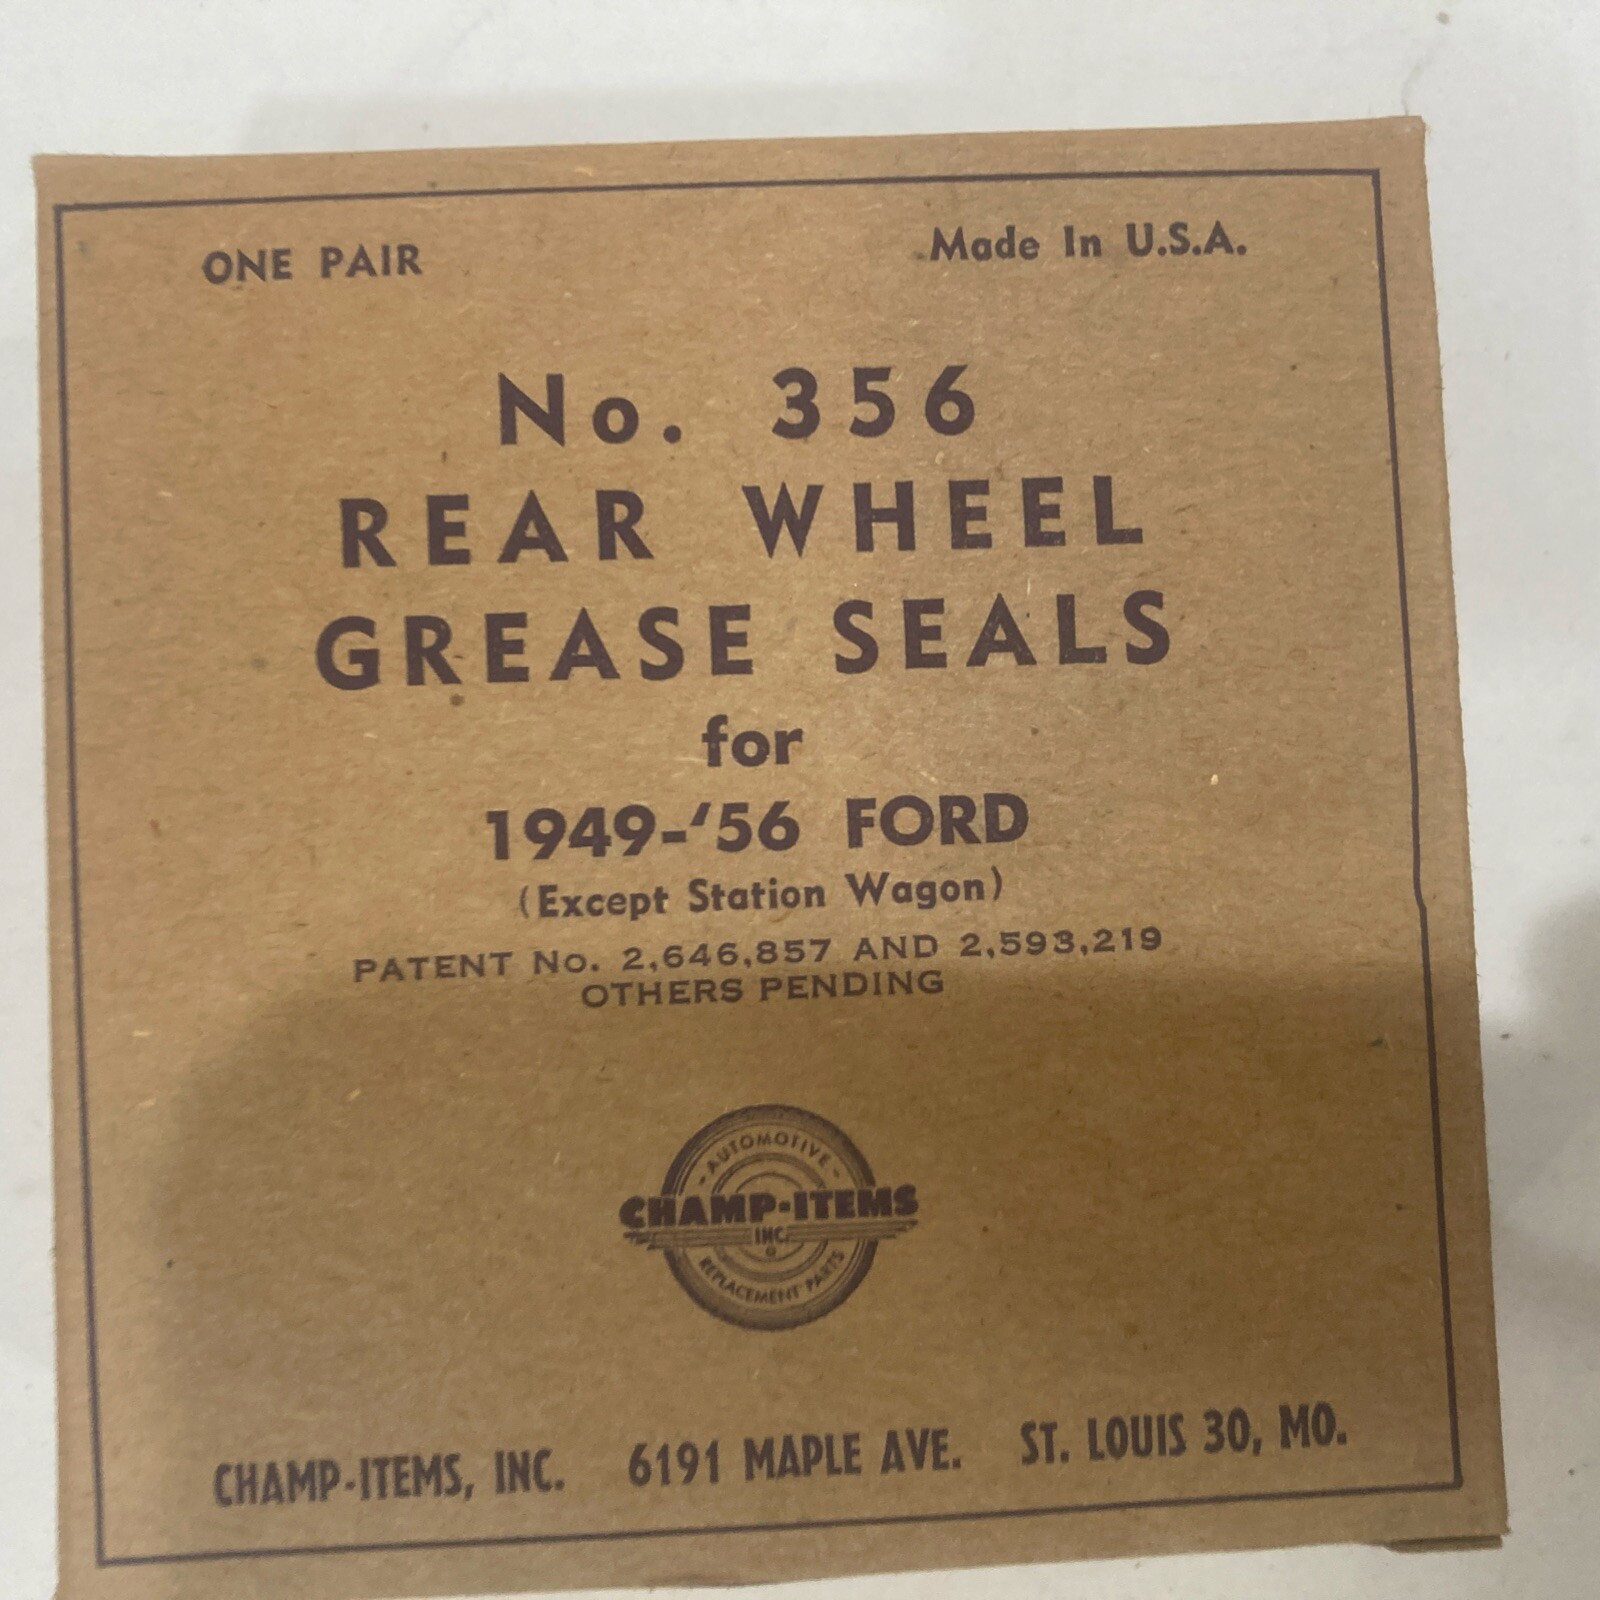 ONE PAIR
Made In U.S.A.
No. 356
REAR WHEEL
GREASE SEALS
for
1949-'56 FORD
(Except Station Wagon)
PATENT No. 2,646,857 AND 2,593,219
OTHERS PENDING
- AUTOMOTIVE -
CHAMP-ITEMS
INC.
REPLACEMENT PARTS
CHAMP-ITEMS, INC. 6191 MAPLE AVE. ST. LOUIS 30, MO.